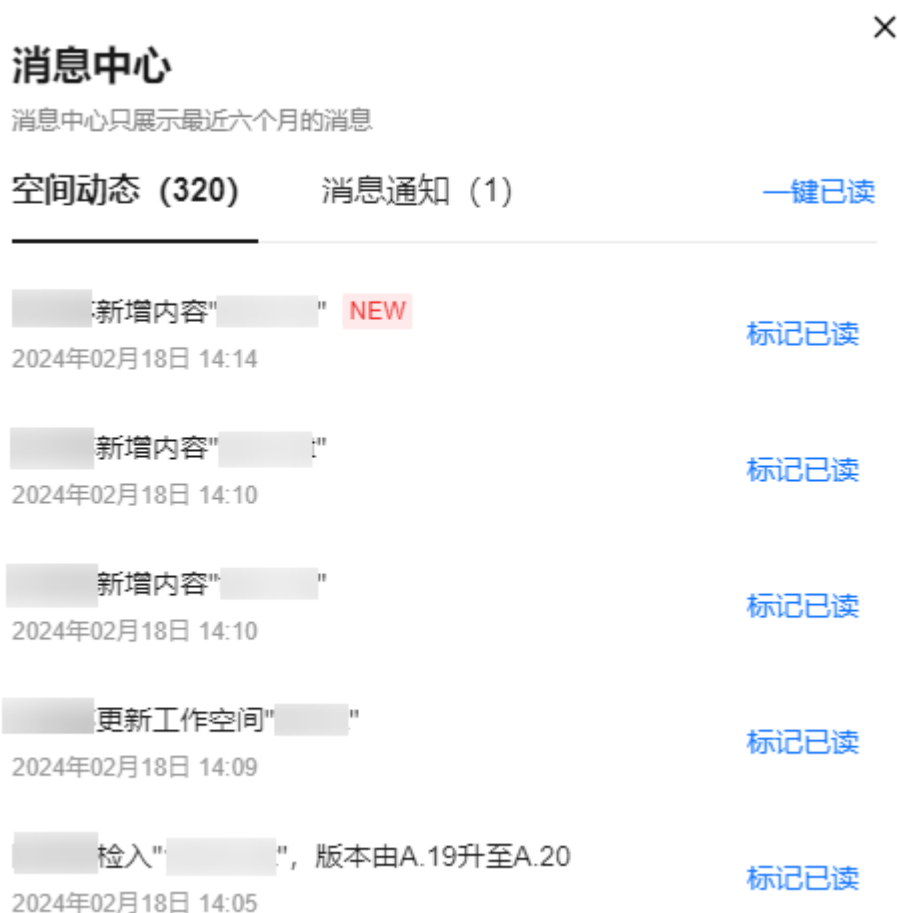 消息中心
消息中心只展示最近六个月的消息
空间动态（320） 消息通知（1） 一键已读
新增内容"" NEW
标记已读
2024年02月18日 14:14
新增内容""
标记已读
2024年02月18日 14:10
新增内容""
标记已读
2024年02月18日 14:10
更新工作空间""
标记已读
2024年02月18日 14:09
检入""，版本由A.19升至A.20
标记已读
2024年02月18日 14:05